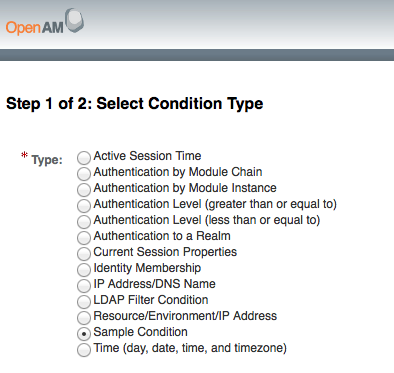 OpenAM
Step 1 of 2: Select Condition Type
* Type:
Active Session Time
Authentication by Module Chain
Authentication by Module Instance
Authentication Level (greater than or equal to)
Authentication Level (less than or equal to)
Authentication to a Realm
Current Session Properties
Identity Membership
IP Address/DNS Name
LDAP Filter Condition
Resource/Environment/IP Address
Sample Condition
Time (day, date, time, and timezone)